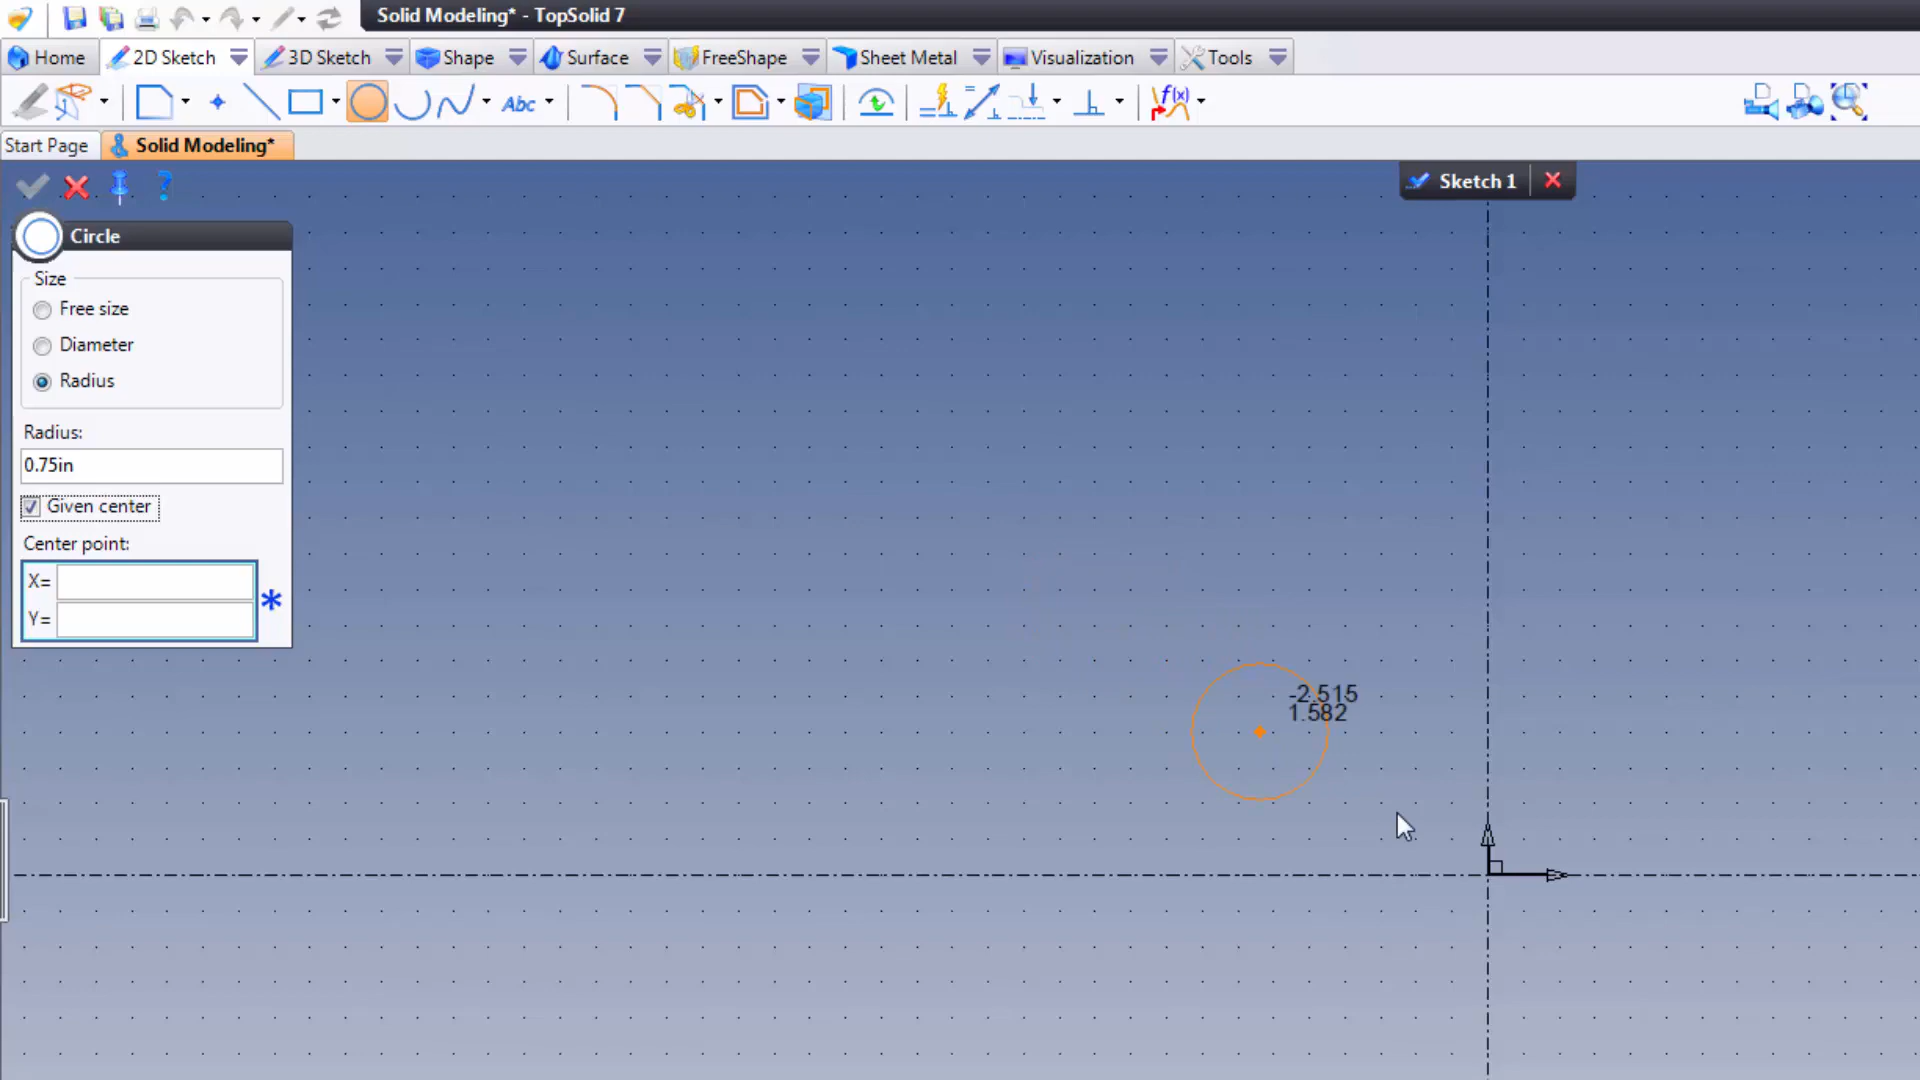 Solid Modeling* - TopSolid 7
Home 2D Sketch 3D Sketch Shape Surface FreeShape Sheet Metal Visualization Tools
Abc f(x)
Start Page Solid Modeling*
? Sketch 1
Circle
Size
Free size
Diameter
Radius
Radius:
0.75in
Given center
Center point:
X=
Y=
*
-2.515
1.582